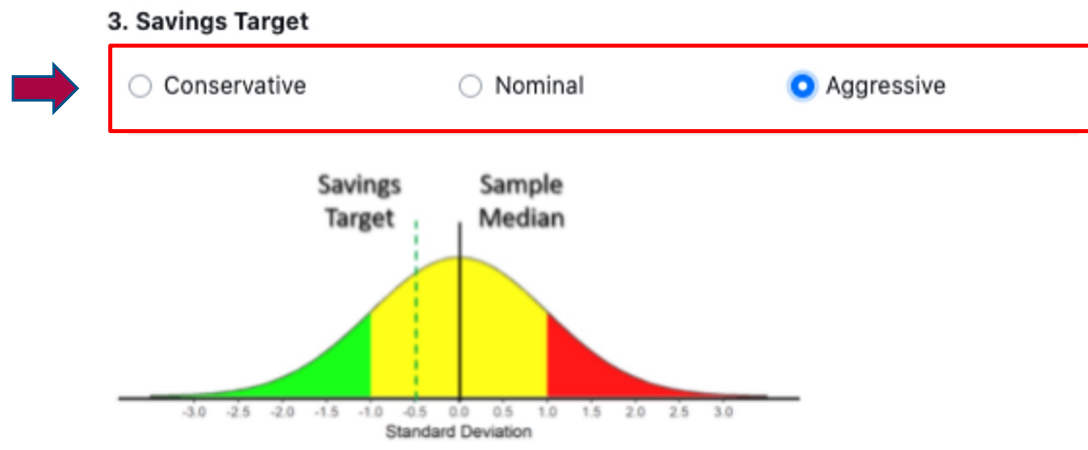 3. Savings Target
Conservative Nominal Aggressive
Savings Target
Sample Median
-3.0 -2.5 -2.0 -1.5 -1.0 -0.5 0.0 0.5 1.0 1.5 2.0 2.5 3.0
Standard Deviation